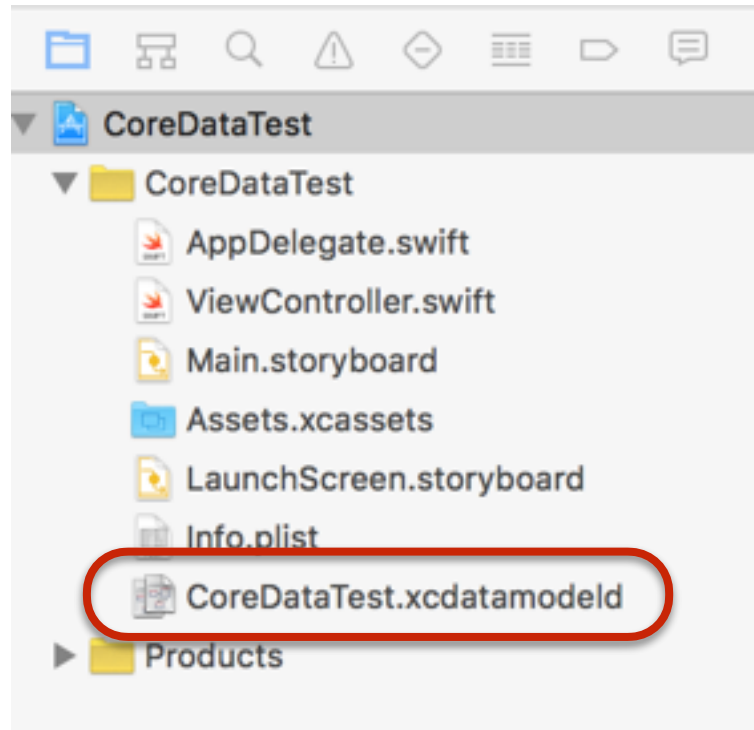 CoreDataTest
CoreDataTest
AppDelegate.swift
ViewController.swift
Main.storyboard
Assets.xcassets
LaunchScreen.storyboard
Info.plist
CoreDataTest.xcdatamodeld
Products